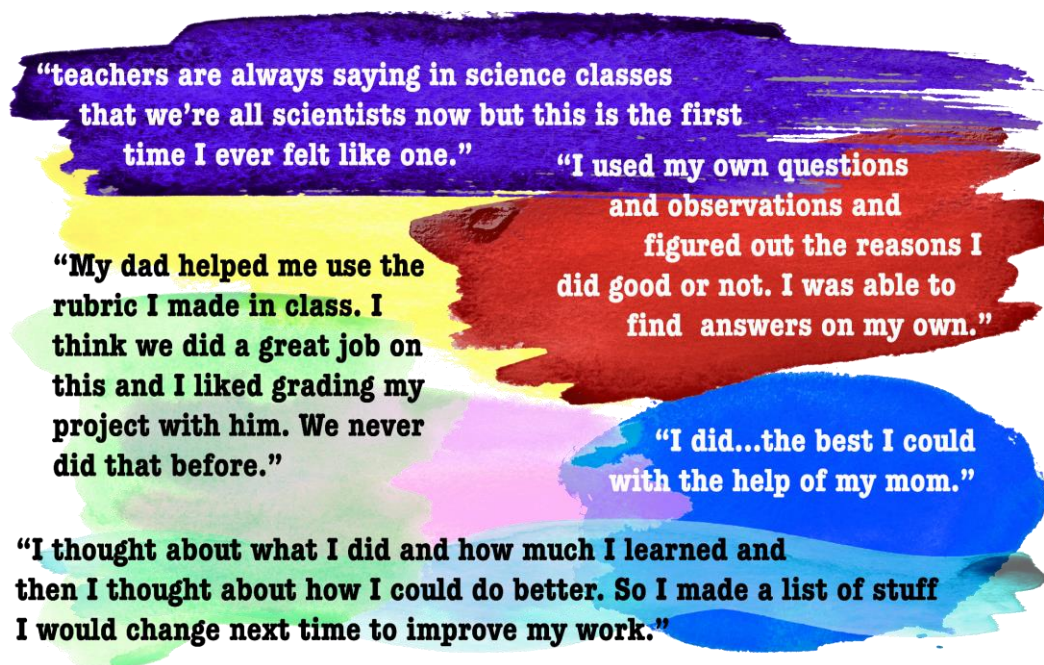 “teachers are always saying in science classes
that we’re all scientists now but this is the first
time I ever felt like one.”
“I used my own questions
and observations and
figured out the reasons I
did good or not. I was able to
find answers on my own.”
“My dad helped me use the
rubric I made in class. I
think we did a great job on
this and I liked grading my
project with him. We never
did that before.”
“I did...the best I could
with the help of my mom.”
“I thought about what I did and how much I learned and
then I thought about how I could do better. So I made a list of stuff
I would change next time to improve my work.”